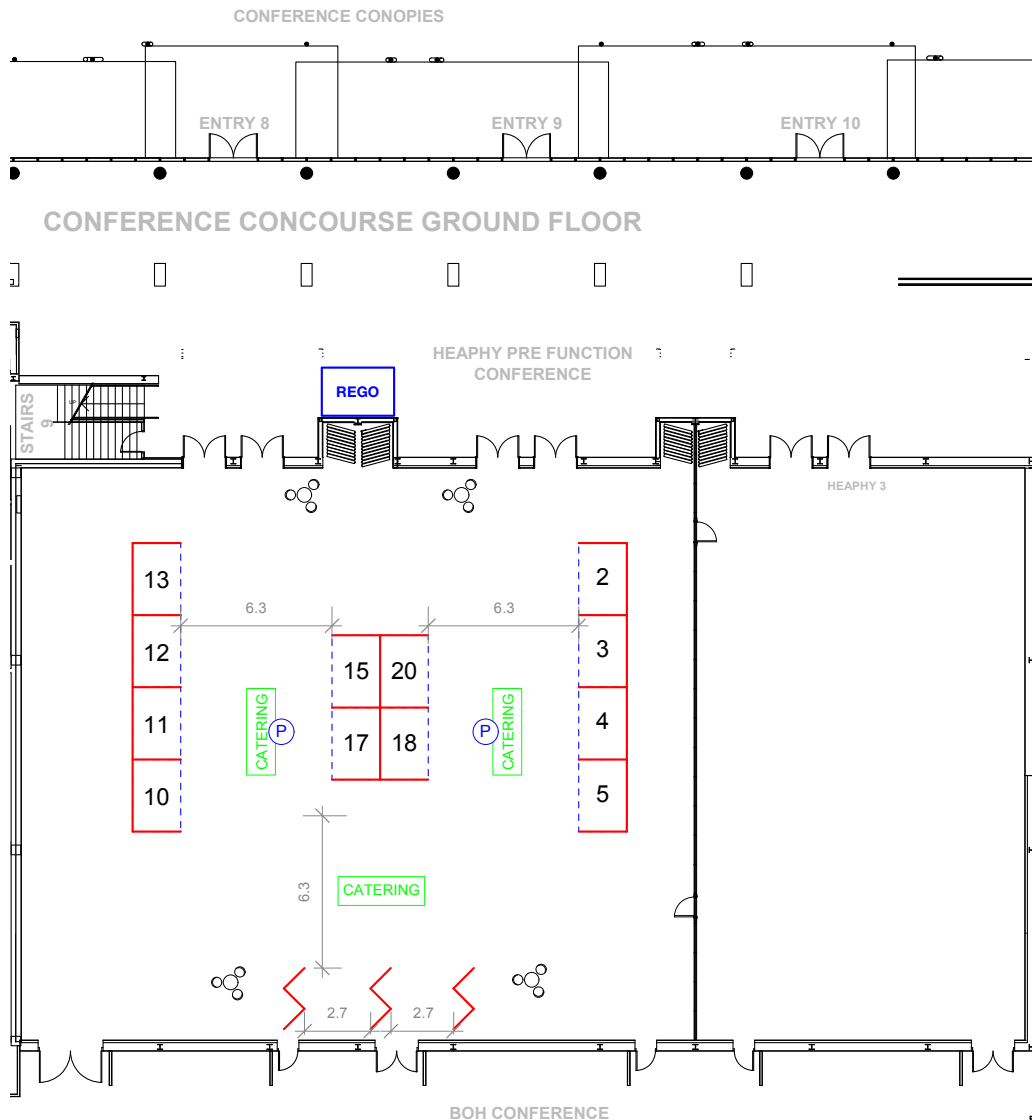 CONFERENCE CONOPIES
ENTRY 8
ENTRY 9
ENTRY 10
CONFERENCE CONCOURSE GROUND FLOOR
HEAPHY PRE FUNCTION
CONFERENCE
REGO
STAIRS
9
UP
HEAPHY 3
13
2
6.3
6.3
12
3
15
20
11
4
CATERING
P
P
CATERING
17
18
10
5
6.3
CATERING
2.7
2.7
BOH CONFERENCE